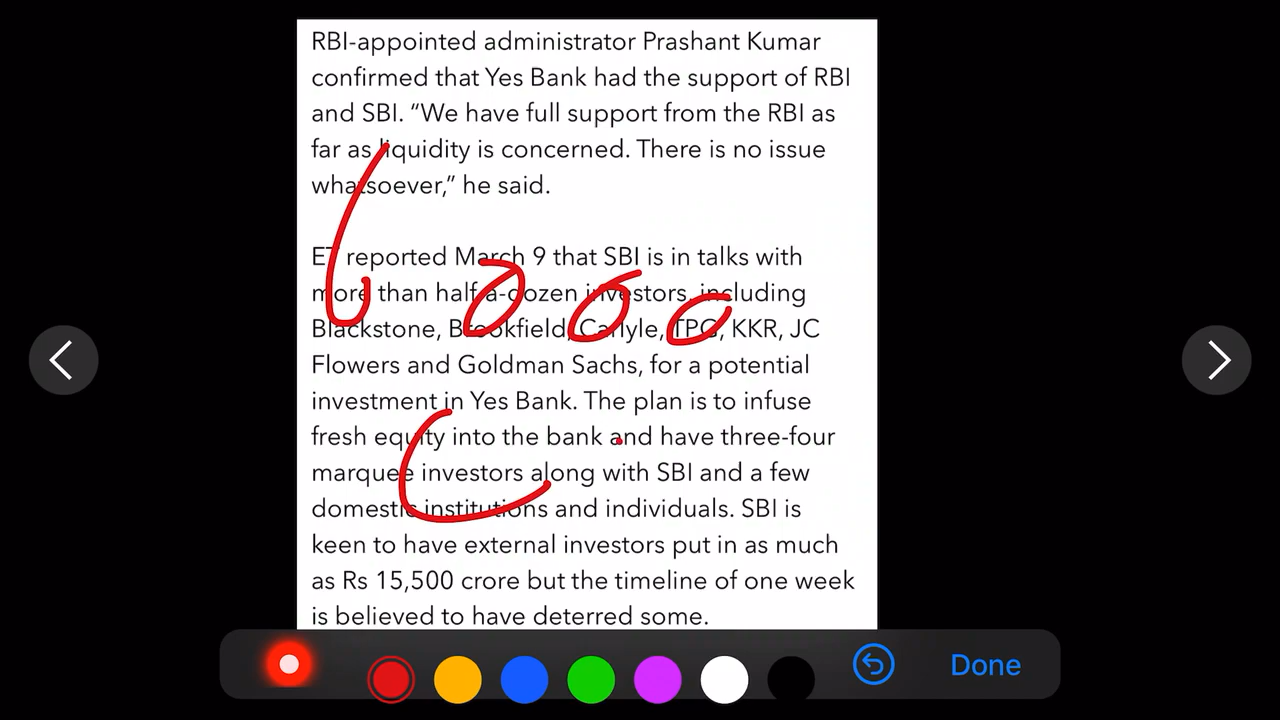 RBI-appointed administrator Prashant Kumar
confirmed that Yes Bank had the support of RBI
and SBI. “We have full support from the RBI as
far as liquidity is concerned. There is no issue
whatsoever,” he said.
ET reported March 9 that SBI is in talks with
more than half-a-dozen investors, including
Blackstone, Brookfield, Carlyle, TPG, KKR, JC
Flowers and Goldman Sachs, for a potential
investment in Yes Bank. The plan is to infuse
fresh equity into the bank and have three-four
marquee investors along with SBI and a few
domestic institutions and individuals. SBI is
keen to have external investors put in as much
as Rs 15,500 crore but the timeline of one week
is believed to have deterred some.
6000
C
Done